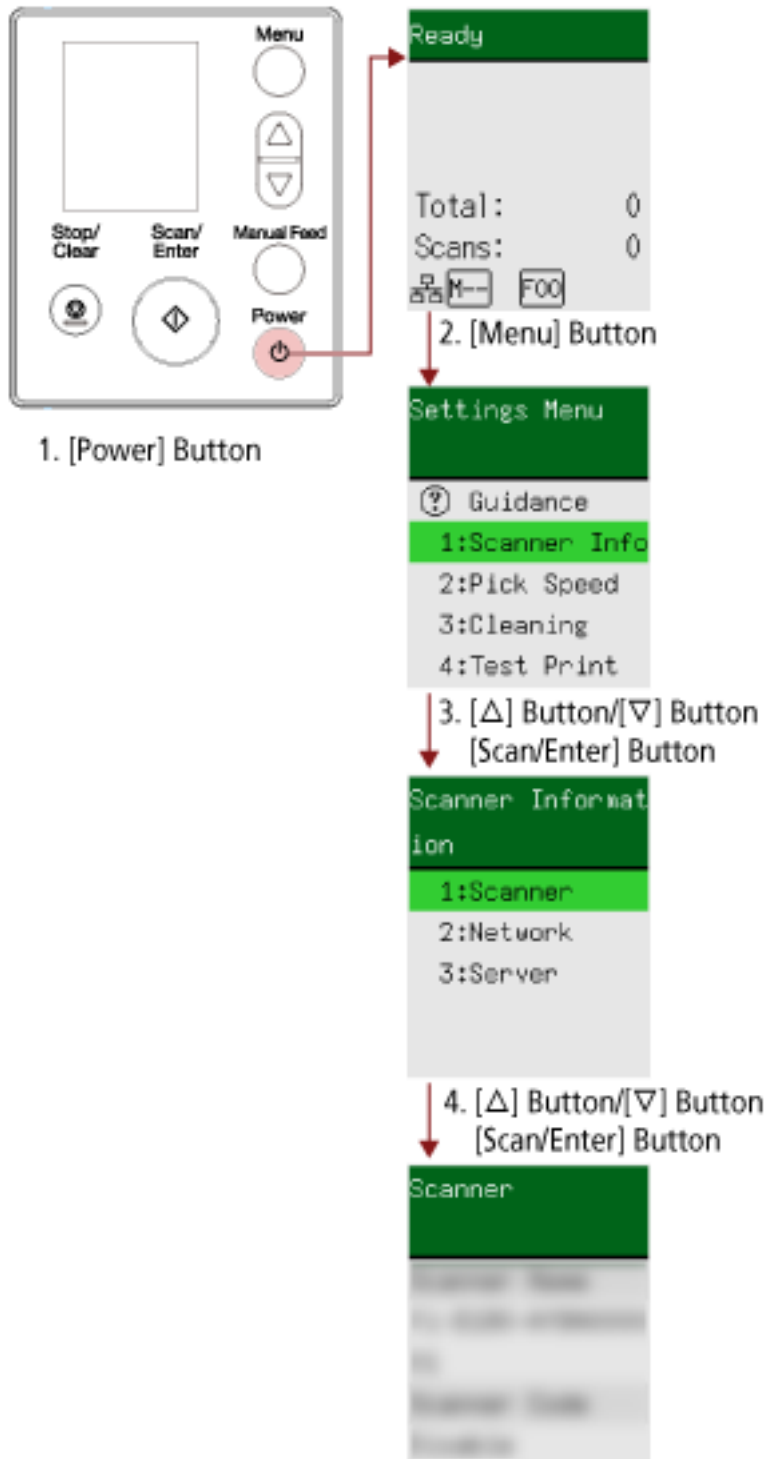 Menu
Stop/
Clear
Scan/
Enter
Manual Feed
Power
1. [Power] Button
Ready
Total: 0
Scans: 0
M-- F00
2. [Menu] Button
Settings Menu
? Guidance
1:Scanner Info
2:Pick Speed
3:Cleaning
4:Test Print
3. [△] Button/[▽] Button
[Scan/Enter] Button
Scanner Informat
ion
1:Scanner
2:Network
3:Server
4. [△] Button/[▽] Button
[Scan/Enter] Button
Scanner